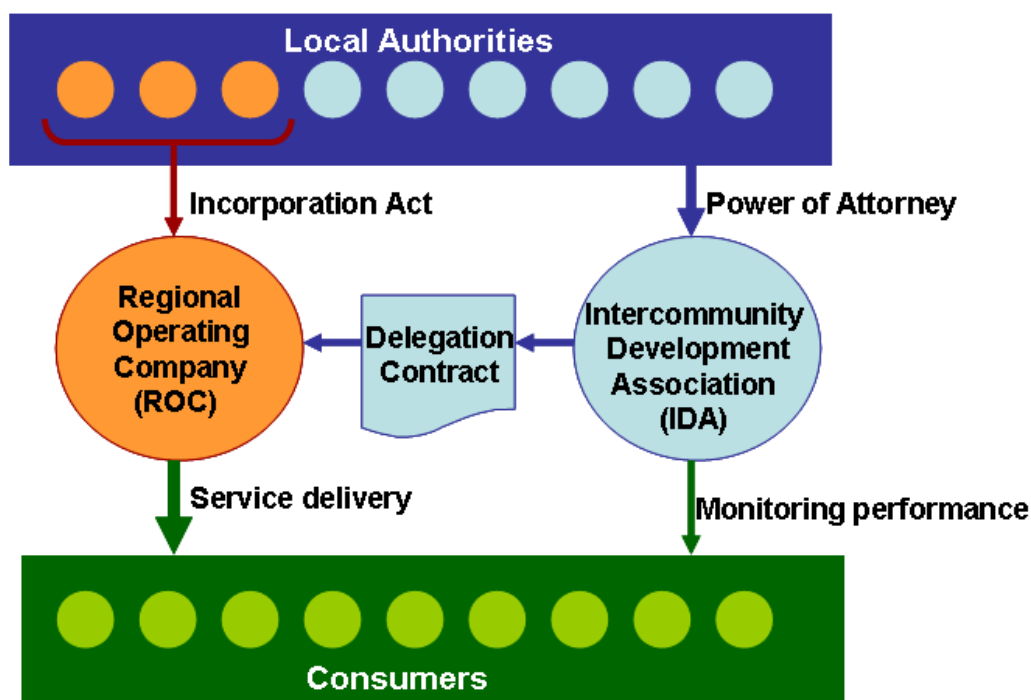 Local Authorities
Incorporation Act
Power of Attorney
Regional
Operating
Company
(ROC)
Delegation
Contract
Intercommunity
Development
Association
(IDA)
Service delivery
Monitoring performance
Consumers